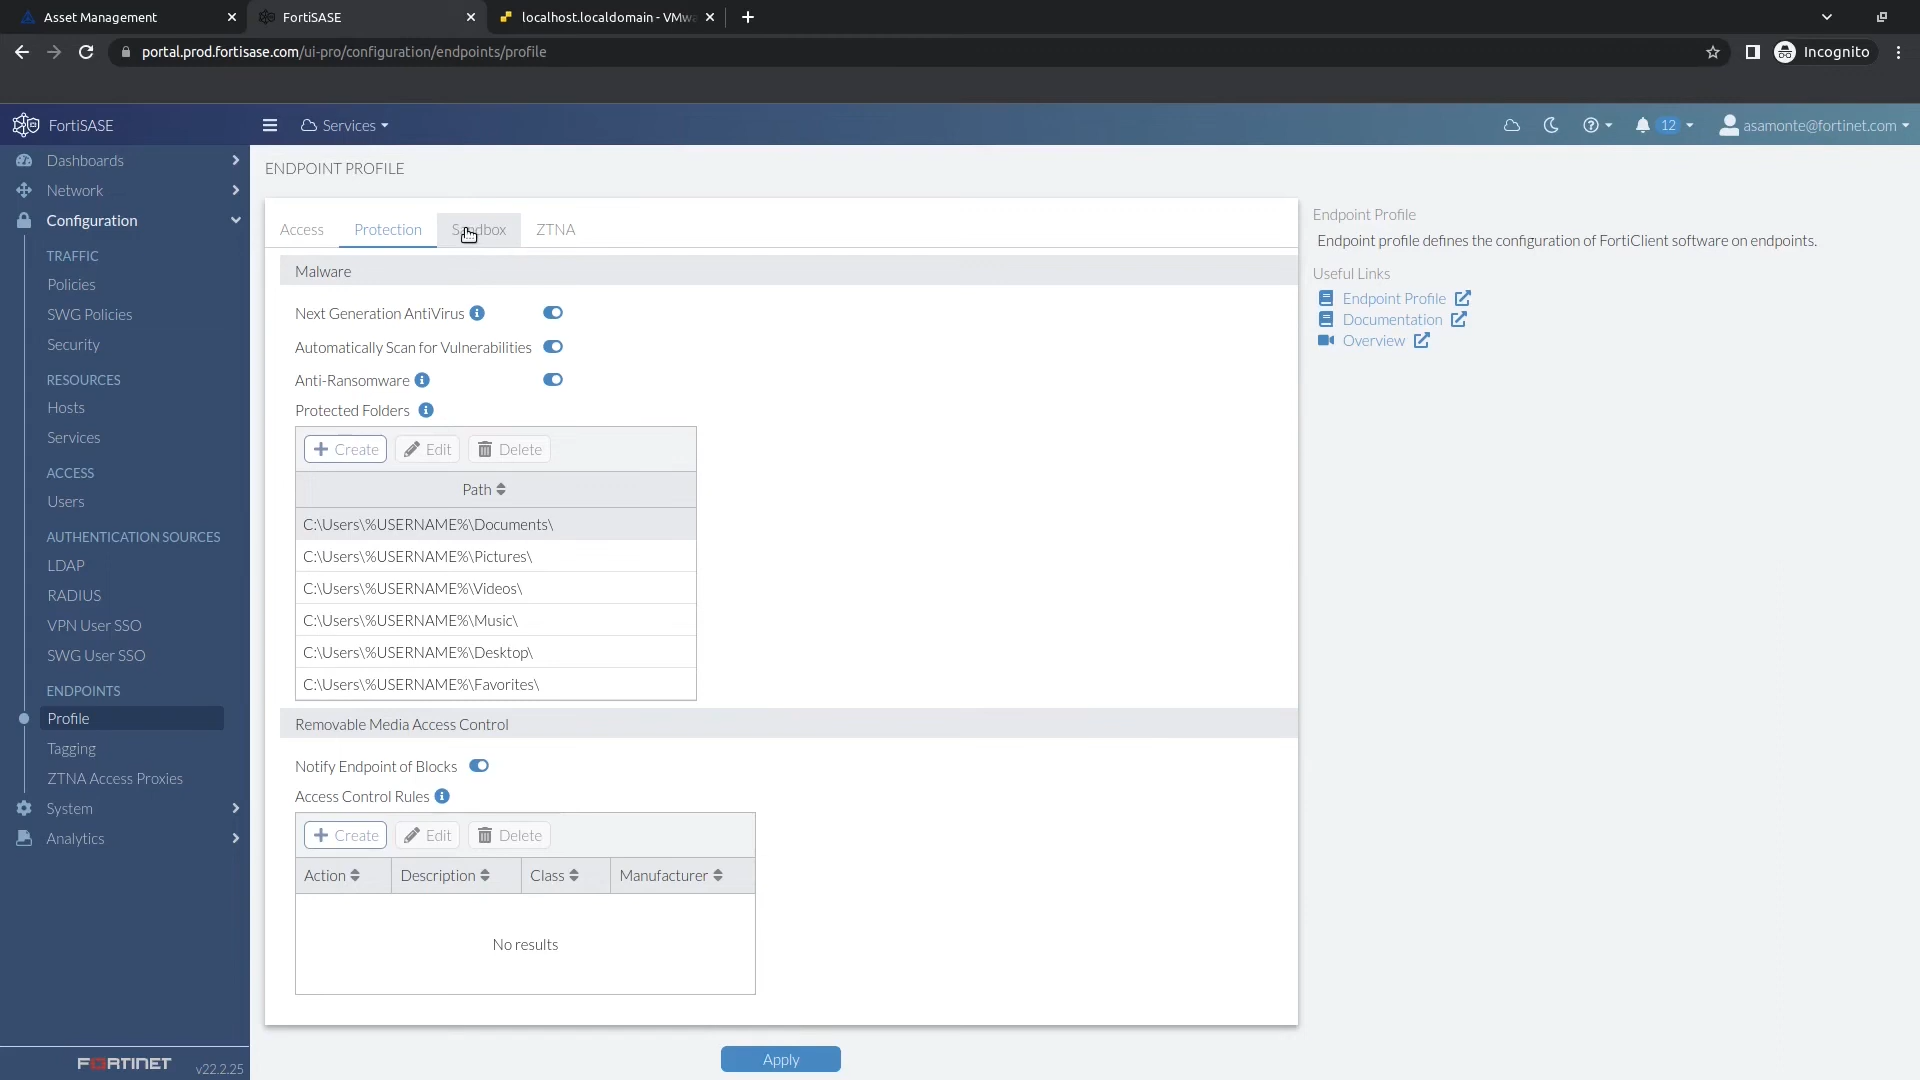 Asset Management
FortiSASE
localhost.localdomain - VMwa
portal.prod.fortisase.com/ui-pro/configuration/endpoints/profile
Incognito
FortiSASE
Services
12
asamonte@fortinet.com
Dashboards
Network
Configuration
TRAFFIC
Policies
SWG Policies
Security
RESOURCES
Hosts
Services
ACCESS
Users
AUTHENTICATION SOURCES
LDAP
RADIUS
VPN User SSO
SWG User SSO
ENDPOINTS
Profile
Tagging
ZTNA Access Proxies
System
Analytics
FORTINET v22.2.25
ENDPOINT PROFILE
Access Protection Sandbox ZTNA
Malware
Next Generation AntiVirus
Automatically Scan for Vulnerabilities
Anti-Ransomware
Protected Folders
Create Edit Delete
Path
C:\Users\%USERNAME%\Documents\
C:\Users\%USERNAME%\Pictures\
C:\Users\%USERNAME%\Videos\
C:\Users\%USERNAME%\Music\
C:\Users\%USERNAME%\Desktop\
C:\Users\%USERNAME%\Favorites\
Removable Media Access Control
Notify Endpoint of Blocks
Access Control Rules
Create Edit Delete
Action Description Class Manufacturer
No results
Apply
Endpoint Profile
Endpoint profile defines the configuration of FortiClient software on endpoints.
Useful Links
Endpoint Profile
Documentation
Overview